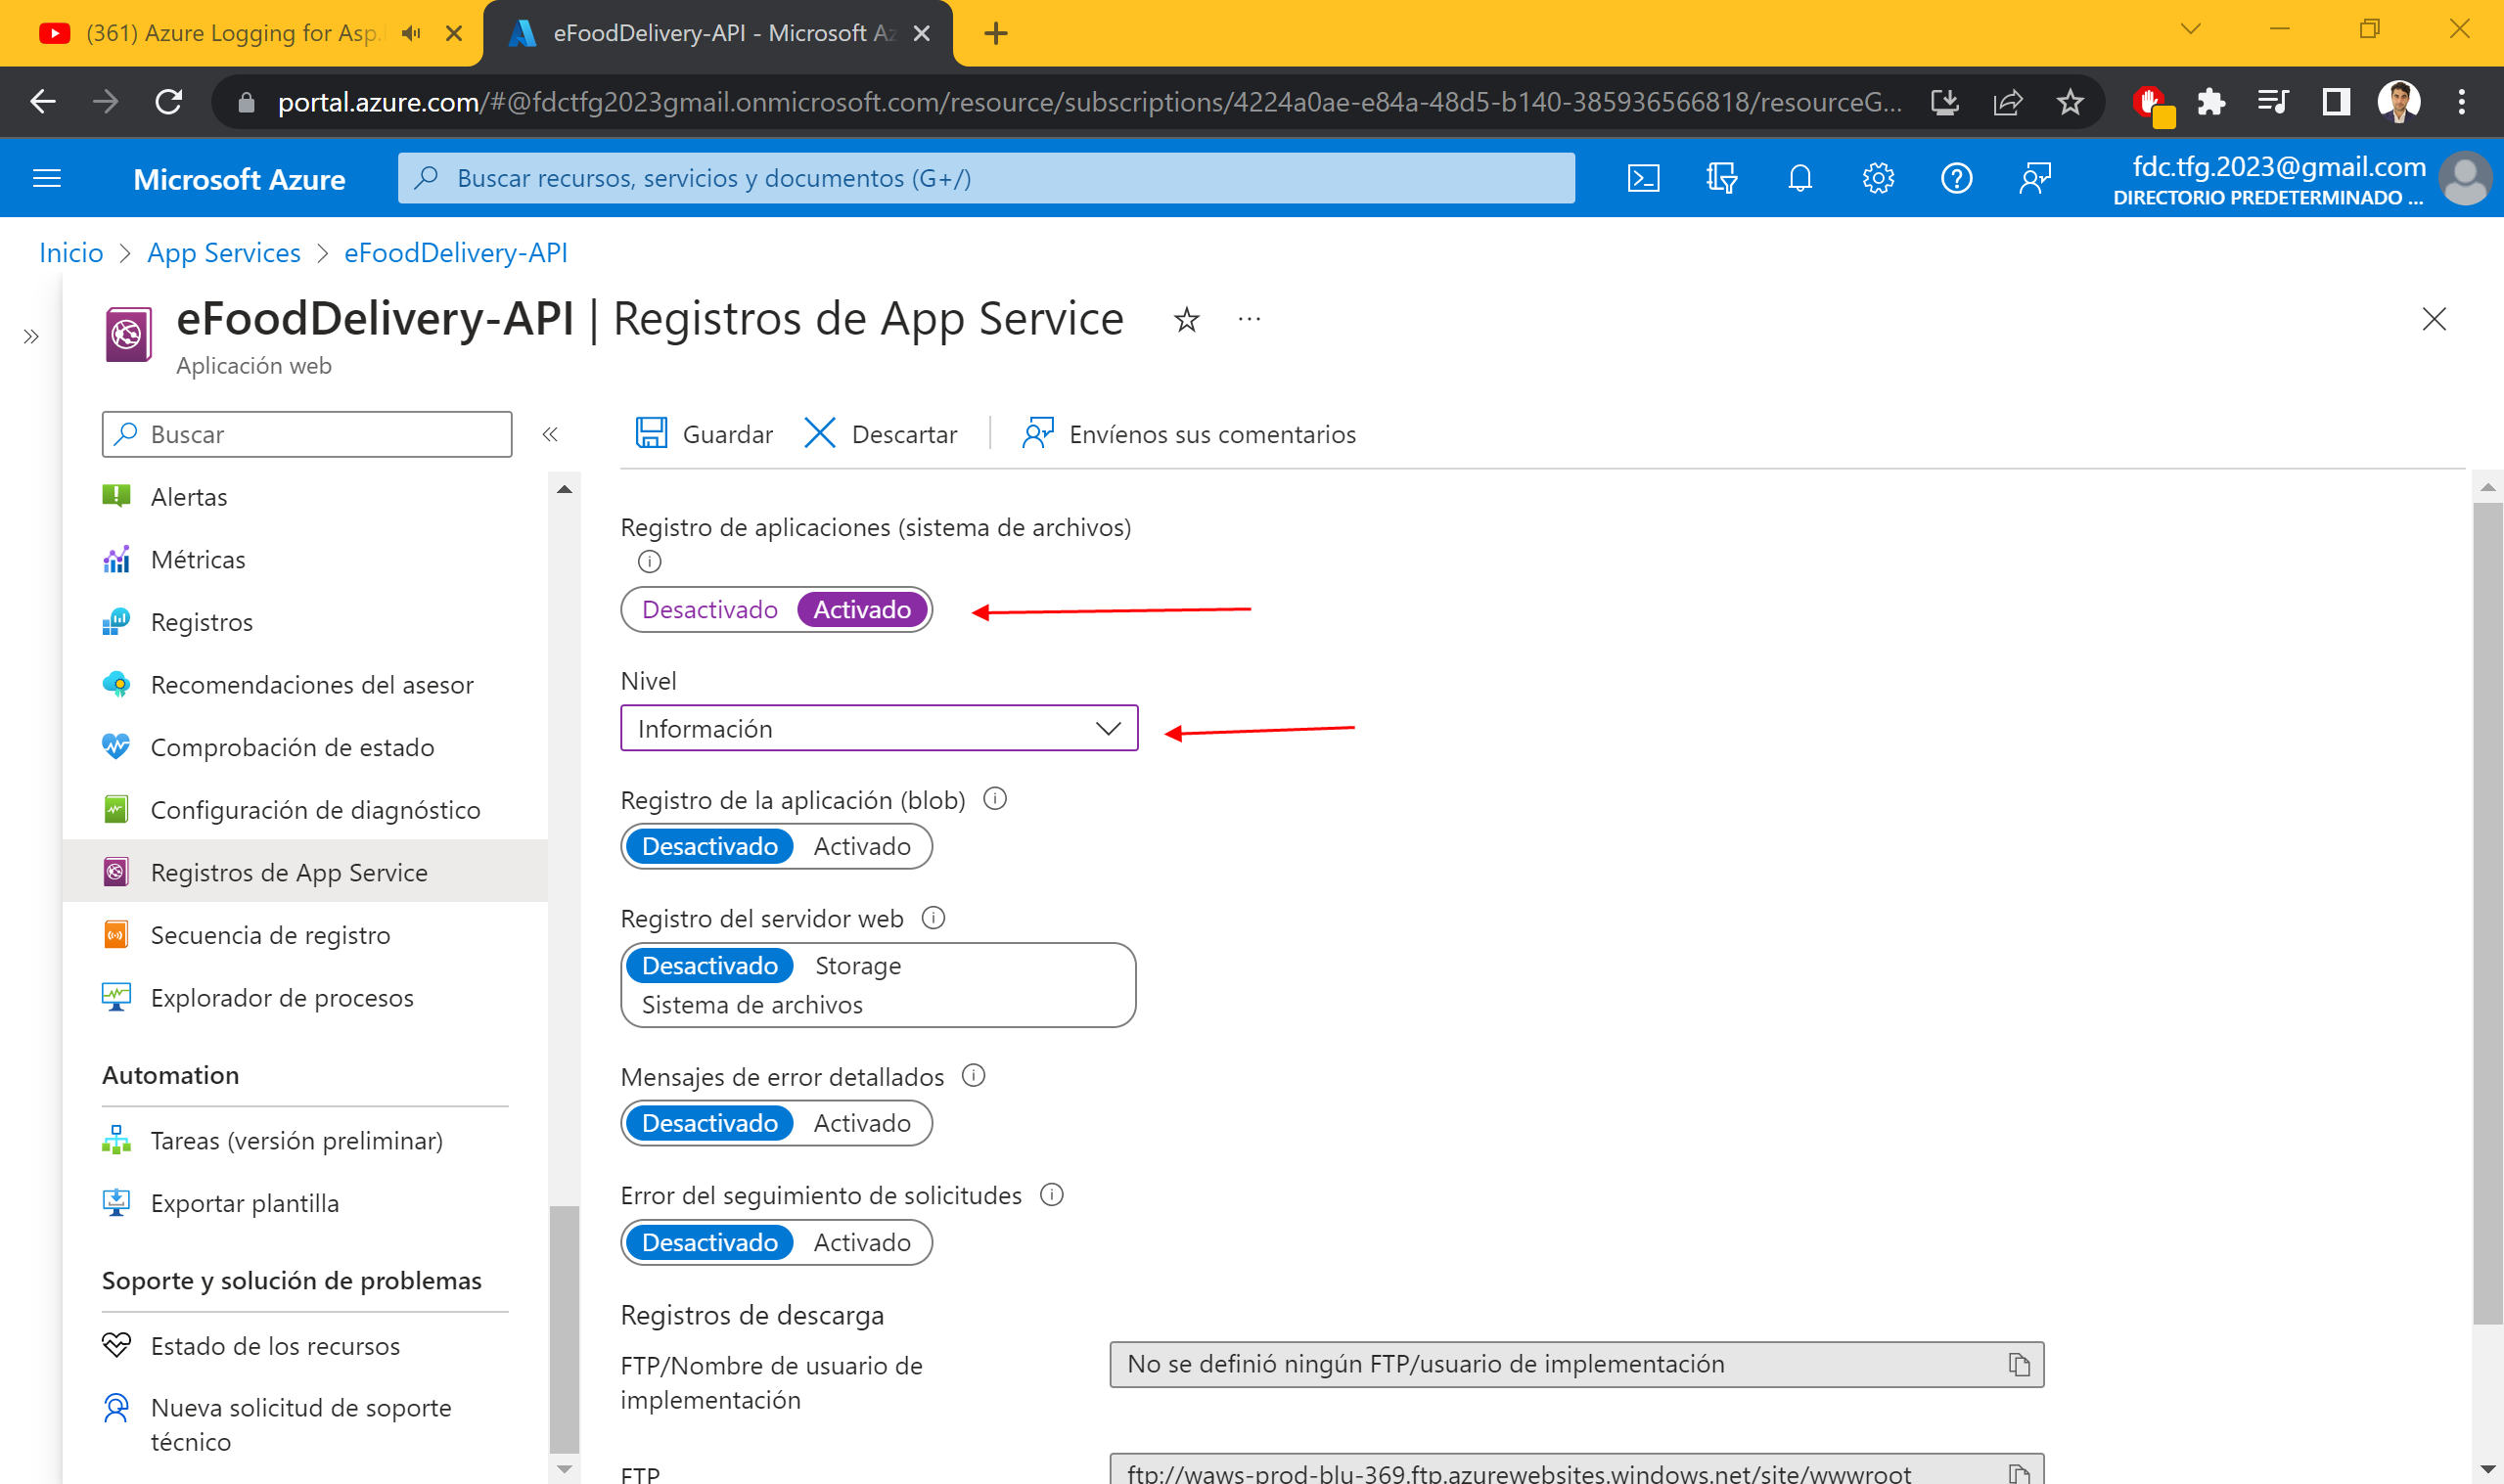 (361) Azure Logging for Asp.
eFoodDelivery-API - Microsoft Az
portal.azure.com/#@fdctfg2023gmail.onmicrosoft.com/resource/subscriptions/4224a0ae-e84a-48d5-b140-385936566818/resourceG...
Microsoft Azure
Buscar recursos, servicios y documentos (G+/)
fdc.tfg.2023@gmail.com
DIRECTORIO PREDETERMINADO ...
Inicio > App Services > eFoodDelivery-API
eFoodDelivery-API | Registros de App Service
Aplicación web
Buscar
Alertas
Métricas
Registros
Recomendaciones del asesor
Comprobación de estado
Configuración de diagnóstico
Registros de App Service
Secuencia de registro
Explorador de procesos
Automation
Tareas (versión preliminar)
Exportar plantilla
Soporte y solución de problemas
Estado de los recursos
Nueva solicitud de soporte
técnico
Guardar Descartar Envíenos sus comentarios
Registro de aplicaciones (sistema de archivos)
Desactivado Activado
Nivel
Información
Registro de la aplicación (blob)
Desactivado Activado
Registro del servidor web
Desactivado Storage
Sistema de archivos
Mensajes de error detallados
Desactivado Activado
Error del seguimiento de solicitudes
Desactivado Activado
Registros de descarga
FTP/Nombre de usuario de
implementación
No se definió ningún FTP/usuario de implementación
FTP
ftp://waws-prod-blu-369.ftp.azurewebsites.windows.net/site/wwwroot